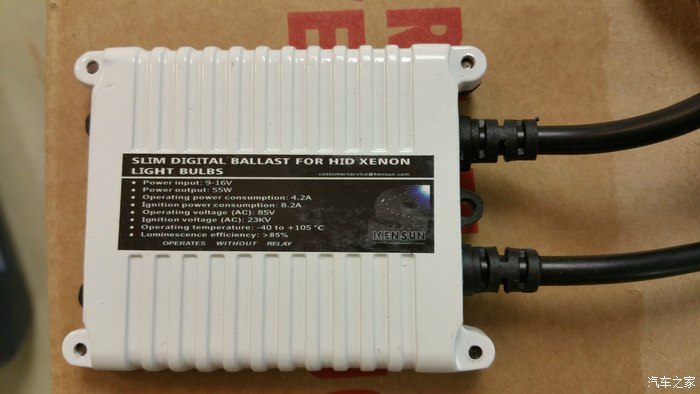 SLIM DIGITAL BALLAST FOR HID XENON
LIGHT BULBS
customerservice@kensun.com
• Power input: 9-16V
• Power output: 55W
• Operating power consumption: 4.2A
• Ignition power consumption: 8.2A
• Operating voltage (AC): 85V
• Ignition voltage (AC): 23KV
• Operating temperature: -40 to +105 °C
• Luminescence efficiency: >85%
OPERATES WITHOUT RELAY
KENSUN
汽车之家